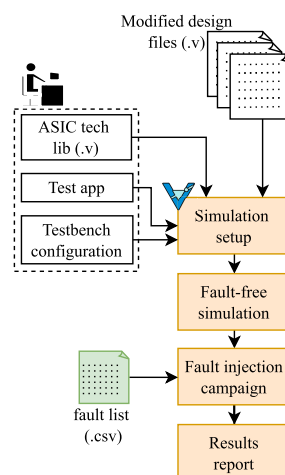 Modified design
files (.v)
ASIC tech
lib (.v)
Test app
Testbench
configuration
Simulation
setup
Fault-free
simulation
Fault injection
campaign
fault list
(.csv)
Results
report